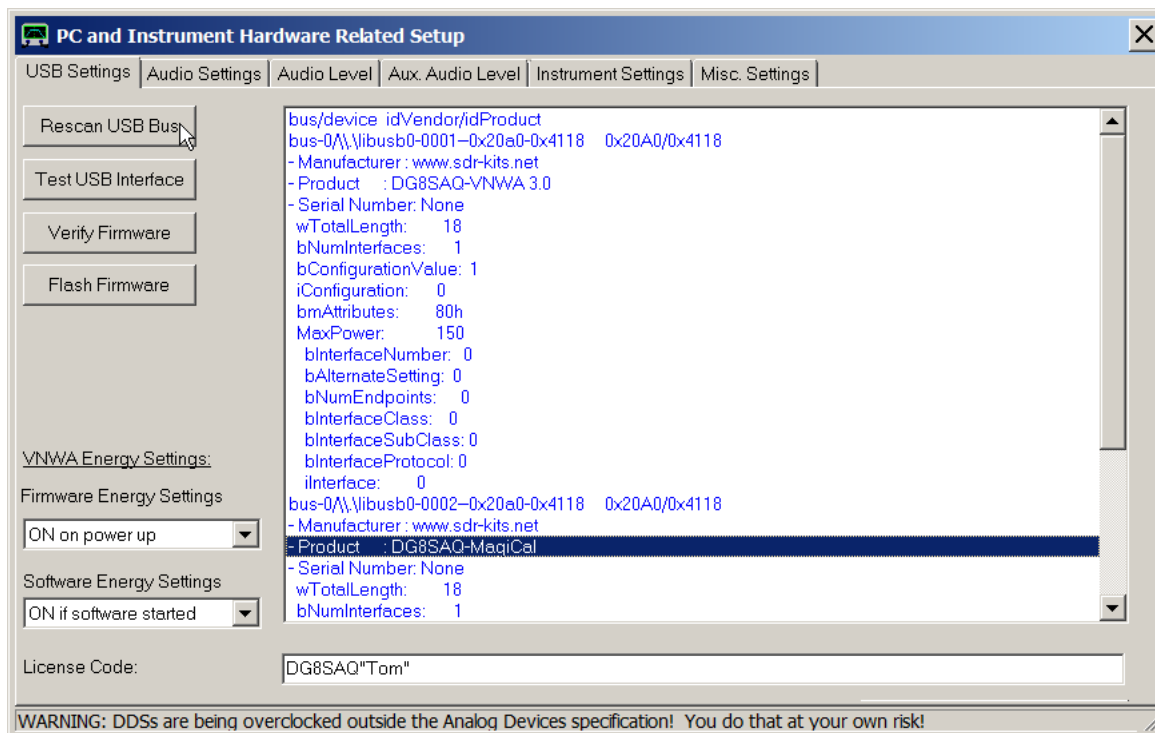 PC and Instrument Hardware Related Setup
USB Settings Audio Settings Audio Level Aux. Audio Level Instrument Settings Misc. Settings
Rescan USB Bus
Test USB Interface
Verify Firmware
Flash Firmware
VNWA Energy Settings:
Firmware Energy Settings
ON on power up
Software Energy Settings
ON if software started
bus/device idVendor/idProduct
bus-0/\\.\libusb0-0001--0x20a0-0x4118 0x20A0/0x4118
- Manufacturer : www.sdr-kits.net
- Product : DG8SAQ-VNWA 3.0
- Serial Number: None
wTotalLength: 18
bNumInterfaces: 1
bConfigurationValue: 1
iConfiguration: 0
bmAttributes: 80h
MaxPower: 150
bInterfaceNumber: 0
bAlternateSetting: 0
bNumEndpoints: 0
bInterfaceClass: 0
bInterfaceSubClass: 0
bInterfaceProtocol: 0
iInterface: 0
bus-0/\\.\libusb0-0002--0x20a0-0x4118 0x20A0/0x4118
- Manufacturer : www.sdr-kits.net
- Product : DG8SAQ-MagiCal
- Serial Number: None
wTotalLength: 18
bNumInterfaces: 1
License Code:
DG8SAQ"Tom"
WARNING: DDSs are being overclocked outside the Analog Devices specification! You do that at your own risk!